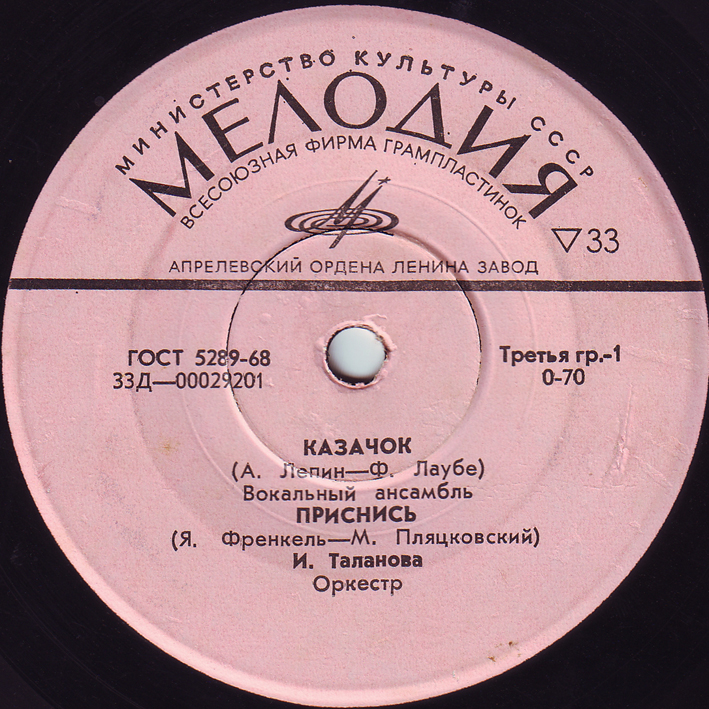 МИНИСТЕРСТВО КУЛЬТУРЫ СССР
МЕЛОДИЯ
ВСЕСОЮЗНАЯ ФИРМА ГРАМПЛАСТИНОК
▽33
АПРЕЛЕВСКИЙ ОРДЕНА ЛЕНИНА ЗАВОД
ГОСТ 5289-68
33Д—00029201
Третья гр.-1
0-70
КАЗАЧОК
(А. Лепин—Ф. Лаубе)
Вокальный ансамбль
ПРИСНИСЬ
(Я. Френкель—М. Пляцковский)
И. Таланова
Оркестр